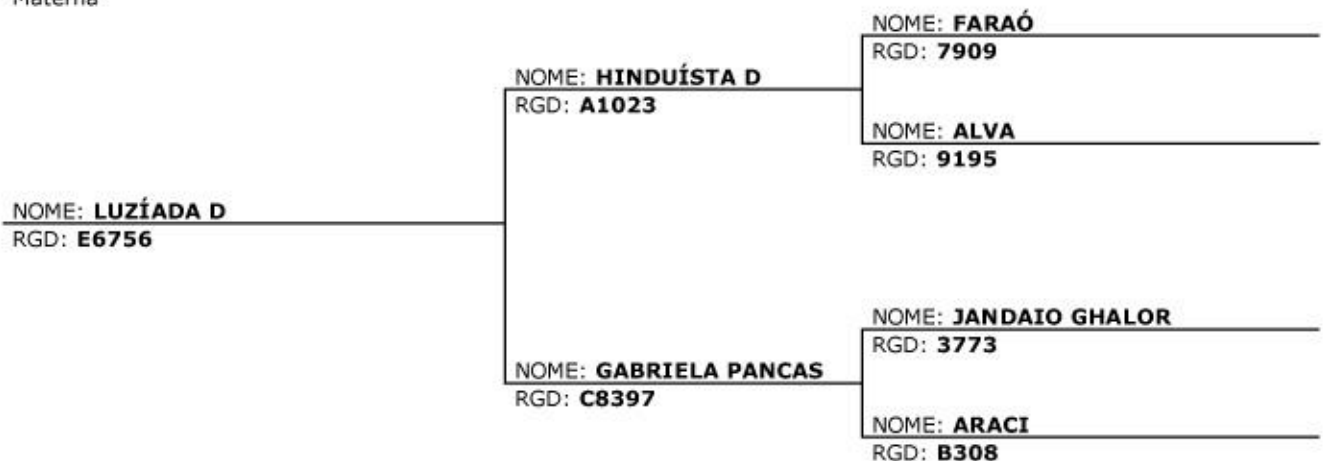 Materna
NOME: FARAÓ
RGD: 7909
NOME: HINDUÍSTA D
RGD: A1023
NOME: ALVA
RGD: 9195
NOME: LUZÍADA D
RGD: E6756
NOME: JANDAIO GHALOR
RGD: 3773
NOME: GABRIELA PANCAS
RGD: C8397
NOME: ARACI
RGD: B308